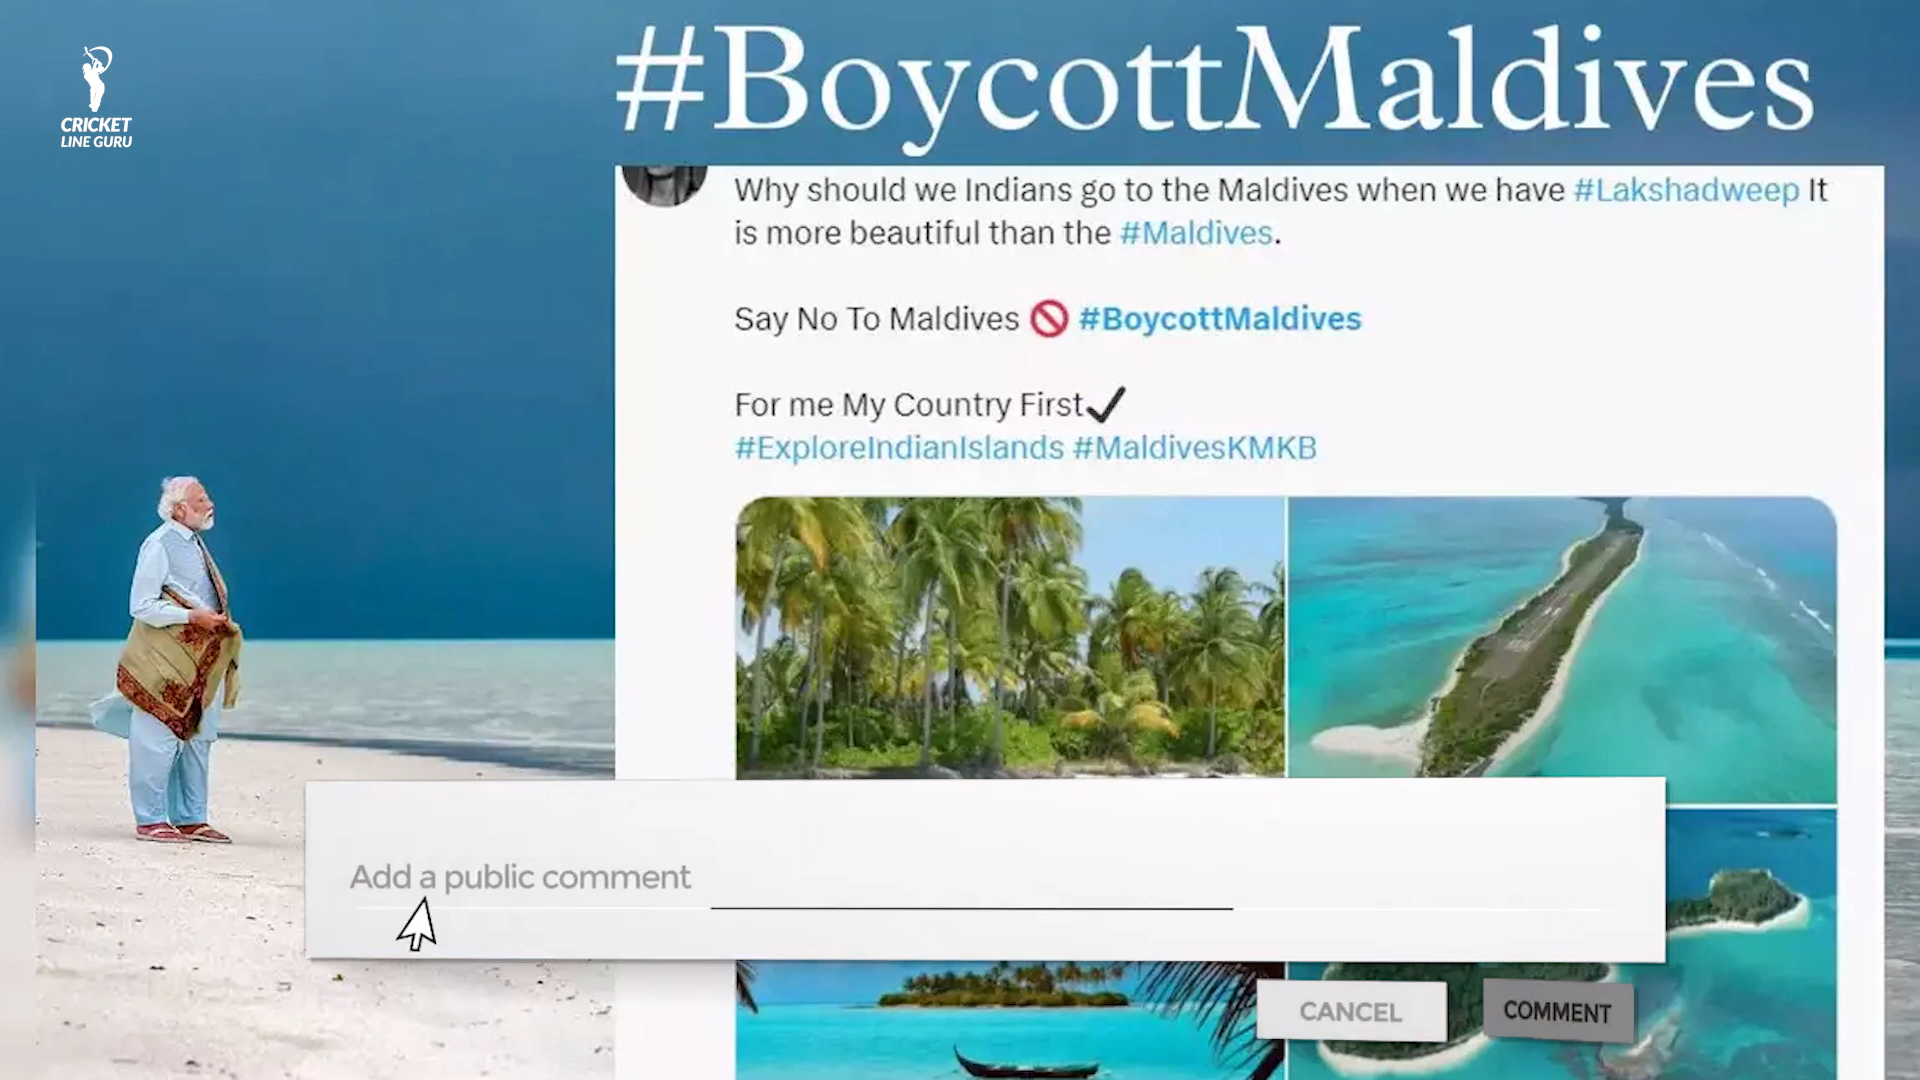 CRICKET
LINE GURU
#BoycottMaldives
Why should we Indians go to the Maldives when we have #Lakshadweep It
is more beautiful than the #Maldives.
Say No To Maldives 🚫 #BoycottMaldives
For me My Country First✔
#ExploreIndianIslands #MaldivesKMKB
Add a public comment
CANCEL
COMMENT